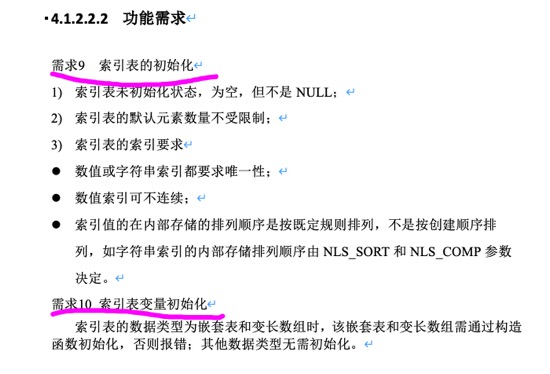 4.1.2.2.2 功能需求
需求9 索引表的初始化
1) 索引表未初始化状态，为空，但不是 NULL；
2) 索引表的默认元素数量不受限制；
3) 索引表的索引要求
● 数值或字符串索引都要求唯一性；
● 数值索引可不连续；
● 索引值的在内部存储的排列顺序是按既定规则排列，不是按创建顺序排
列，如字符串索引的内部存储排列顺序由 NLS_SORT 和 NLS_COMP 参数
决定。
需求10 索引表变量初始化
索引表的数据类型为嵌套表和变长数组时，该嵌套表和变长数组需通过构造
函数初始化，否则报错；其他数据类型无需初始化。